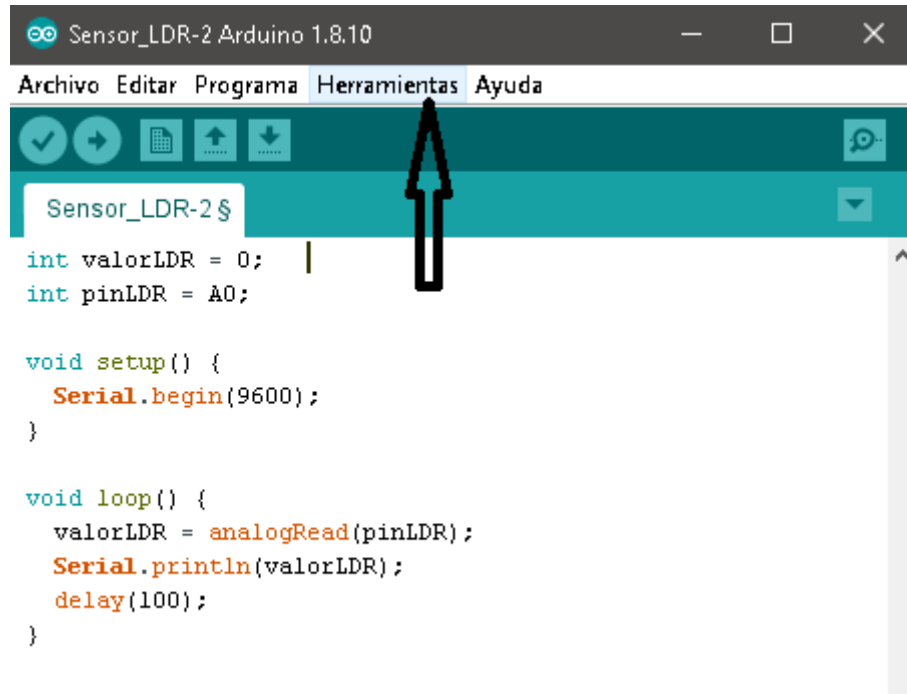 Sensor_LDR-2 Arduino 1.8.10
Archivo Editar Programa Herramientas Ayuda
Sensor_LDR-2 §
int valorLDR = 0;
int pinLDR = A0;
void setup() {
  Serial.begin(9600);
}
void loop() {
  valorLDR = analogRead(pinLDR);
  Serial.println(valorLDR);
  delay(100);
}